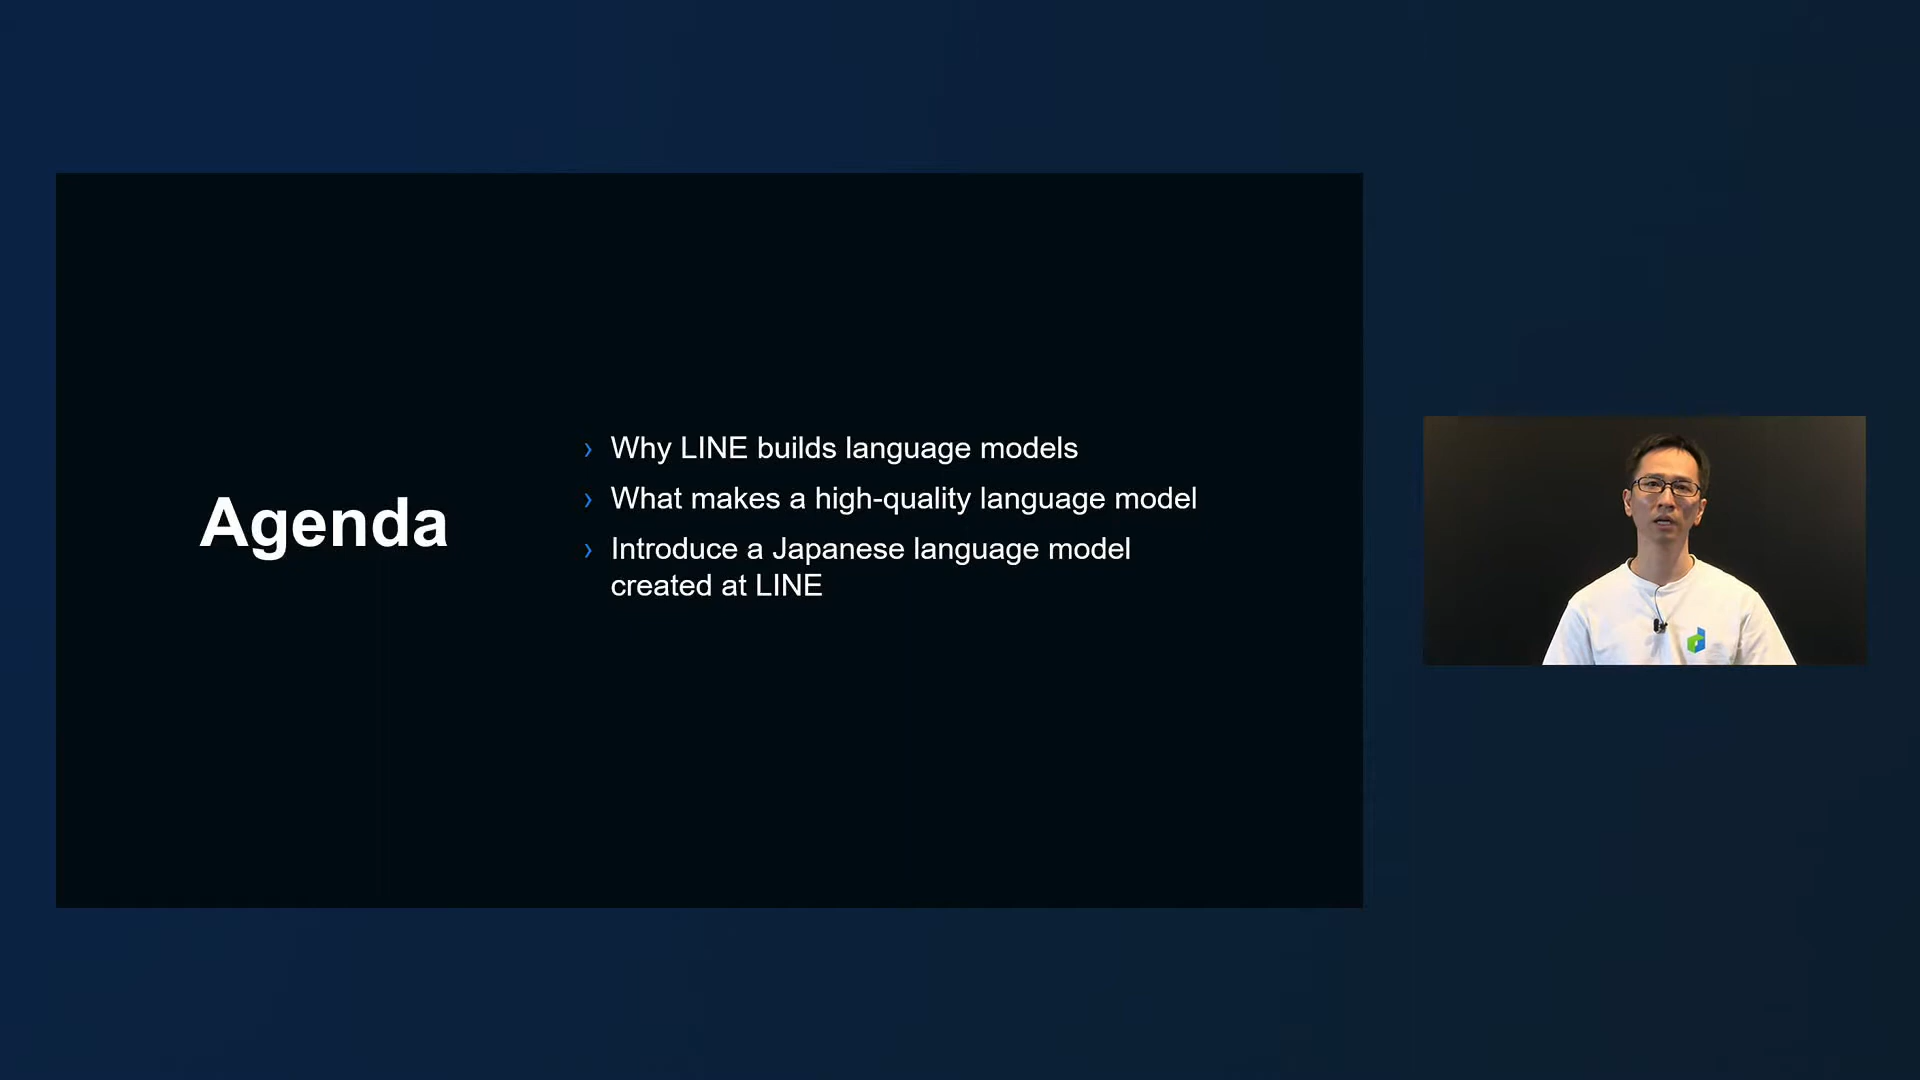 Agenda
› Why LINE builds language models
› What makes a high-quality language model
› Introduce a Japanese language model
created at LINE